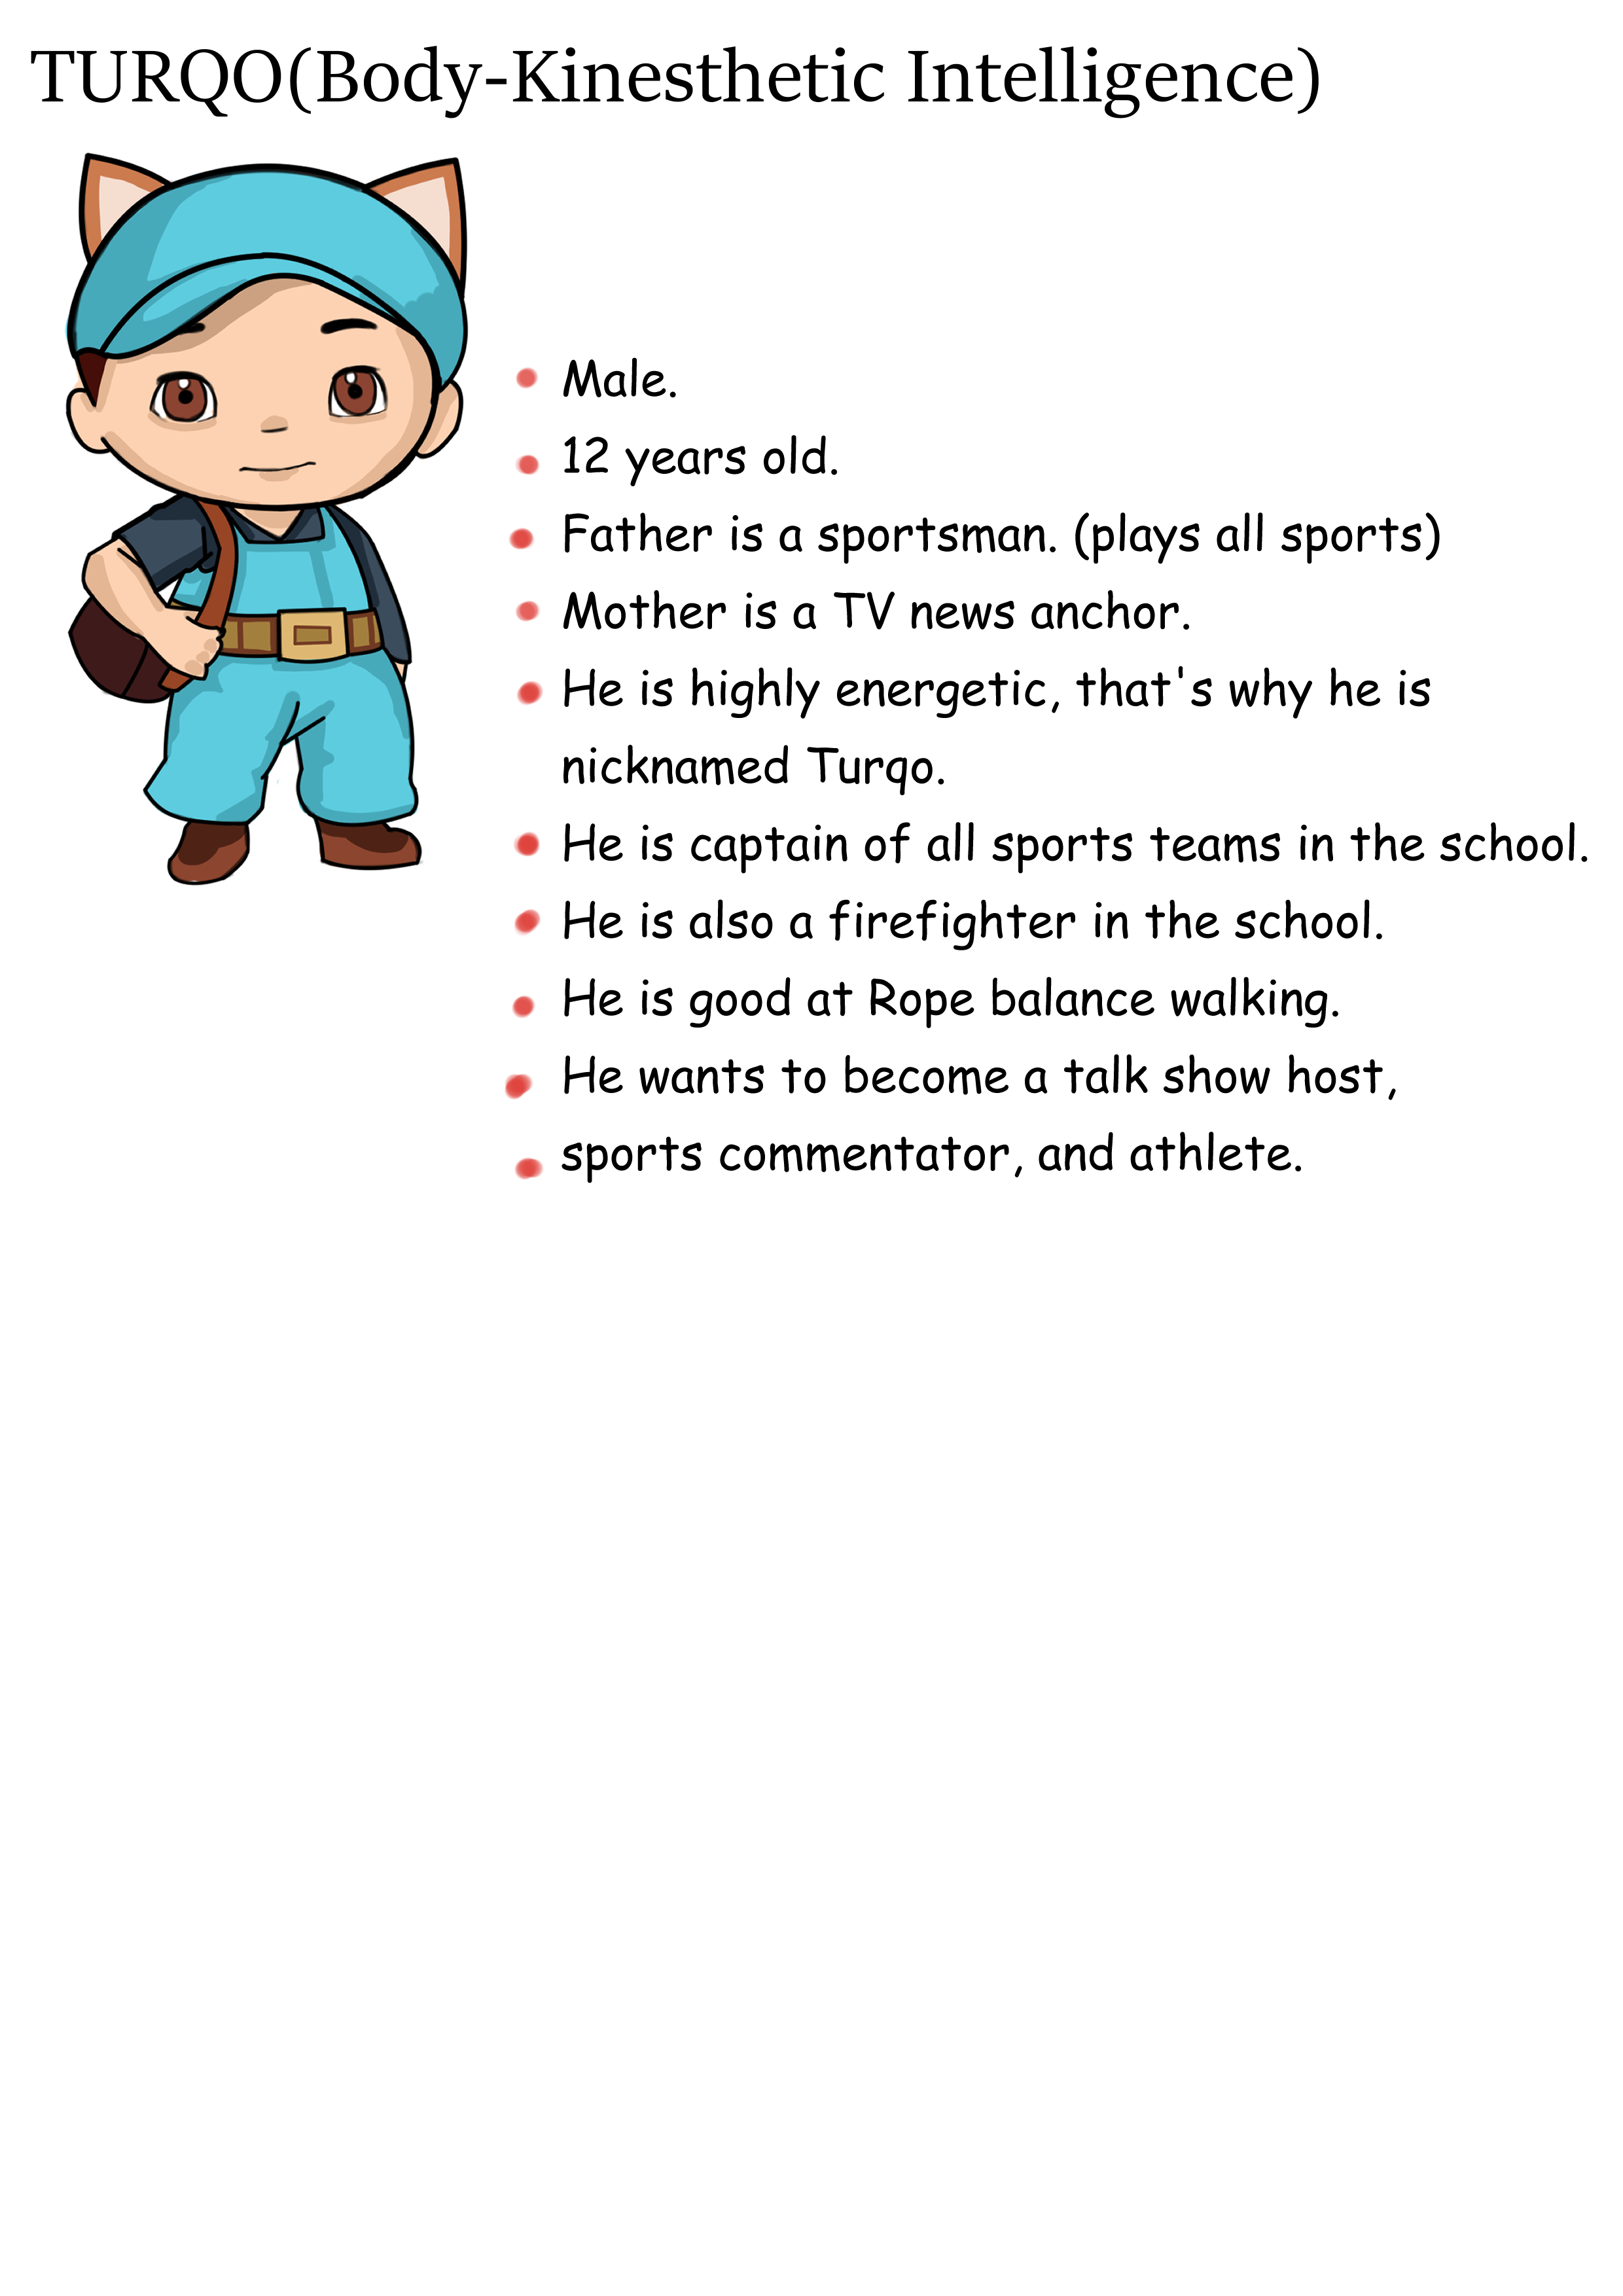 TURQO(Body-Kinesthetic Intelligence)
Male.
12 years old.
Father is a sportsman. (plays all sports)
Mother is a TV news anchor.
He is highly energetic, that's why he is
nicknamed Turqo.
He is captain of all sports teams in the school.
He is also a firefighter in the school.
He is good at Rope balance walking.
He wants to become a talk show host,
sports commentator, and athlete.